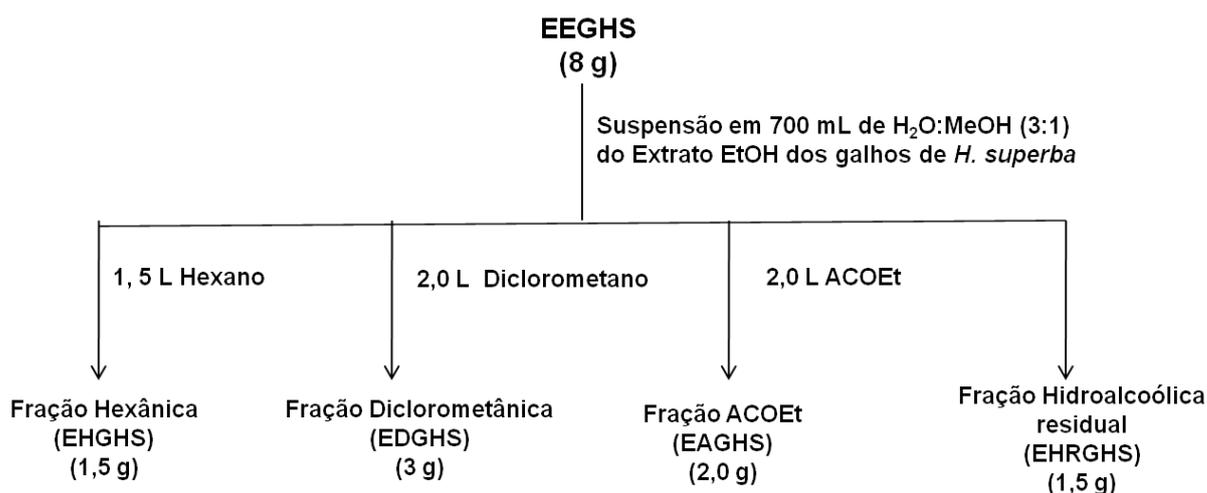 EEGHS
(8 g)
Suspensão em 700 mL de H₂O:MeOH (3:1)
do Extrato EtOH dos galhos de H. superba
1, 5 L Hexano
2,0 L Diclorometano
2,0 L ACOEt
Fração Hexânica
(EHGHS)
(1,5 g)
Fração Diclorometânica
(EDGHS)
(3 g)
Fração ACOEt
(EAGHS)
(2,0 g)
Fração Hidroalcoólica
residual
(EHRGHS)
(1,5 g)